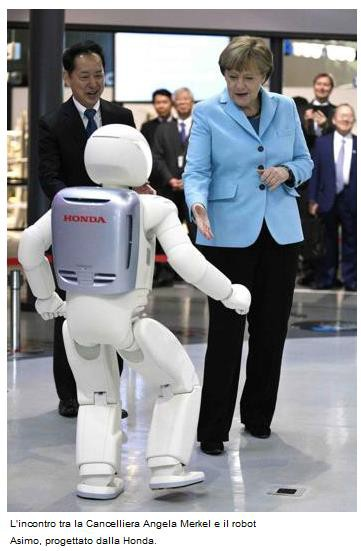 HONDA
L'incontro tra la Cancelliera Angela Merkel e il robot
Asimo, progettato dalla Honda.